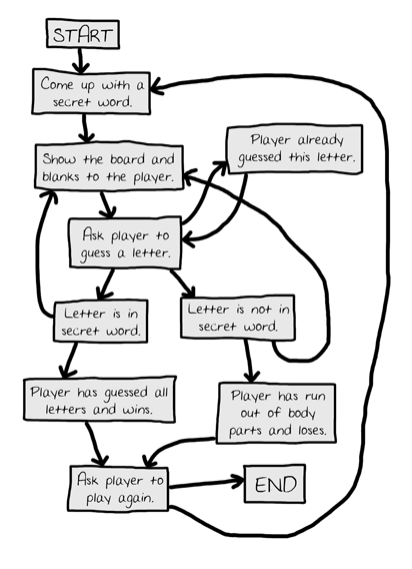 START
Come up with a
secret word.
Show the board and
blanks to the player.
Player already
guessed this letter.
Ask player to
guess a letter.
Letter is in
secret word.
Letter is not in
secret word.
Player has guessed all
letters and wins.
Player has run
out of body
parts and loses.
Ask player to
play again.
END